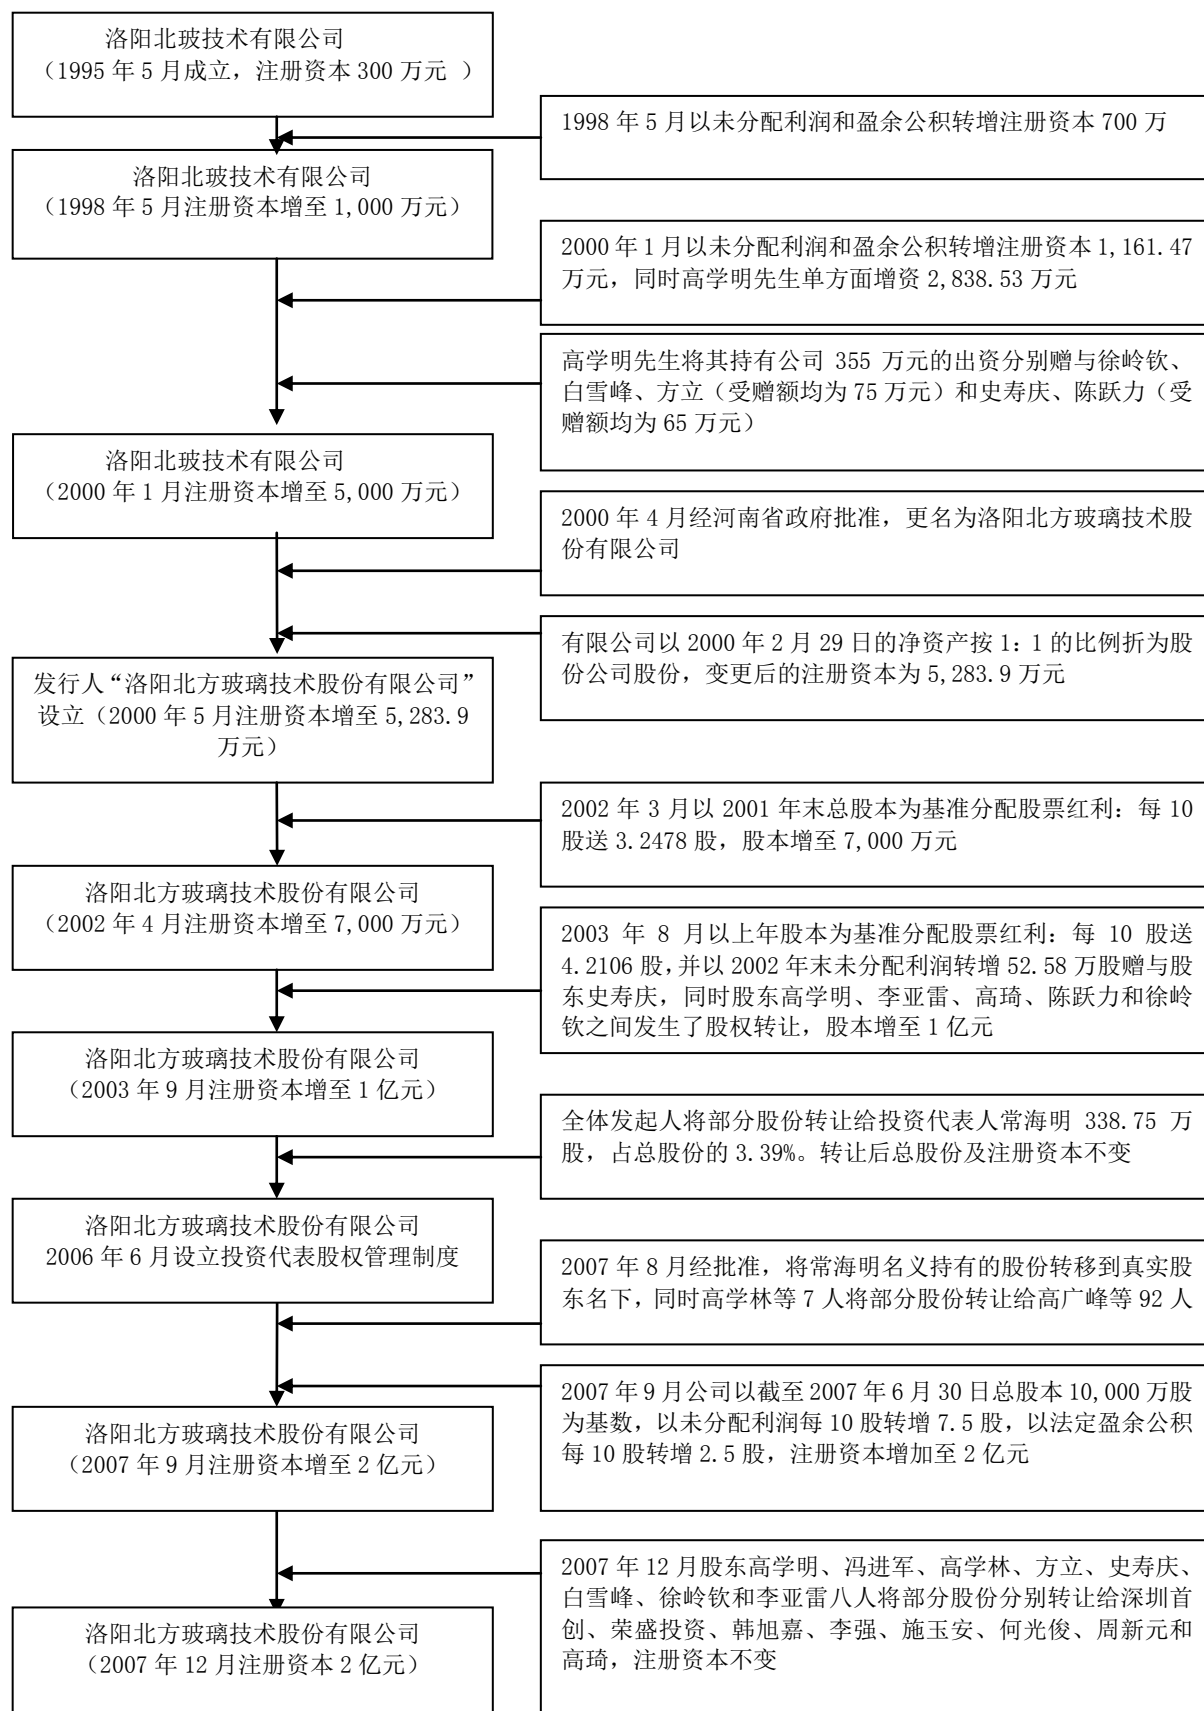 洛阳北玻技术有限公司
（1995 年 5 月成立，注册资本 300 万元 ）
1998 年 5 月以未分配利润和盈余公积转增注册资本 700 万
洛阳北玻技术有限公司
（1998 年 5 月注册资本增至 1,000 万元）
2000 年 1 月以未分配利润和盈余公积转增注册资本 1,161.47
万元，同时高学明先生单方面增资 2,838.53 万元
高学明先生将其持有公司 355 万元的出资分别赠与徐岭钦、
白雪峰、方立（受赠额均为 75 万元）和史寿庆、陈跃力（受
赠额均为 65 万元）
洛阳北玻技术有限公司
（2000 年 1 月注册资本增至 5,000 万元）
2000 年 4 月经河南省政府批准，更名为洛阳北方玻璃技术股
份有限公司
有限公司以 2000 年 2 月 29 日的净资产按 1：1 的比例折为股
份公司股份，变更后的注册资本为 5,283.9 万元
发行人“洛阳北方玻璃技术股份有限公司”
设立（2000 年 5 月注册资本增至 5,283.9
万元）
2002 年 3 月以 2001 年末总股本为基准分配股票红利：每 10
股送 3.2478 股，股本增至 7,000 万元
洛阳北方玻璃技术股份有限公司
（2002 年 4 月注册资本增至 7,000 万元）
2003 年 8 月以上年股本为基准分配股票红利：每 10 股送
4.2106 股，并以 2002 年末未分配利润转增 52.58 万股赠与股
东史寿庆，同时股东高学明、李亚雷、高琦、陈跃力和徐岭
钦之间发生了股权转让，股本增至 1 亿元
洛阳北方玻璃技术股份有限公司
（2003 年 9 月注册资本增至 1 亿元）
全体发起人将部分股份转让给投资代表人常海明 338.75 万
股，占总股份的 3.39%。转让后总股份及注册资本不变
洛阳北方玻璃技术股份有限公司
2006 年 6 月设立投资代表股权管理制度
2007 年 8 月经批准，将常海明名义持有的股份转移到真实股
东名下，同时高学林等 7 人将部分股份转让给高广峰等 92 人
2007 年 9 月公司以截至 2007 年 6 月 30 日总股本 10,000 万股
为基数，以未分配利润每 10 股转增 7.5 股，以法定盈余公积
每 10 股转增 2.5 股，注册资本增加至 2 亿元
洛阳北方玻璃技术股份有限公司
（2007 年 9 月注册资本增至 2 亿元）
2007 年 12 月股东高学明、冯进军、高学林、方立、史寿庆、
白雪峰、徐岭钦和李亚雷八人将部分股份分别转让给深圳首
创、荣盛投资、韩旭嘉、李强、施玉安、何光俊、周新元和
高琦，注册资本不变
洛阳北方玻璃技术股份有限公司
（2007 年 12 月注册资本 2 亿元）